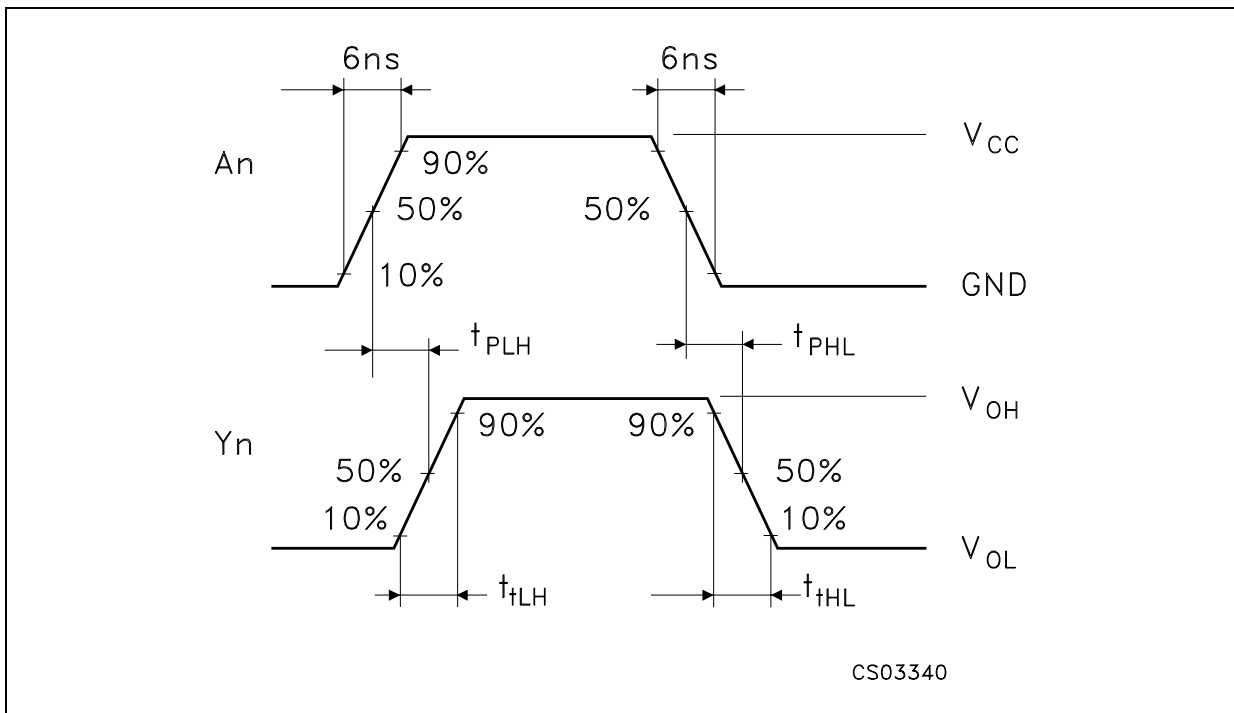 6ns 6ns
An
V_CC
90%
50% 50%
10%
GND
t_PLH t_PHL
Yn
V_OH
90% 90%
50% 50%
10% 10%
V_OL
t_tLH t_tHL
CS03340